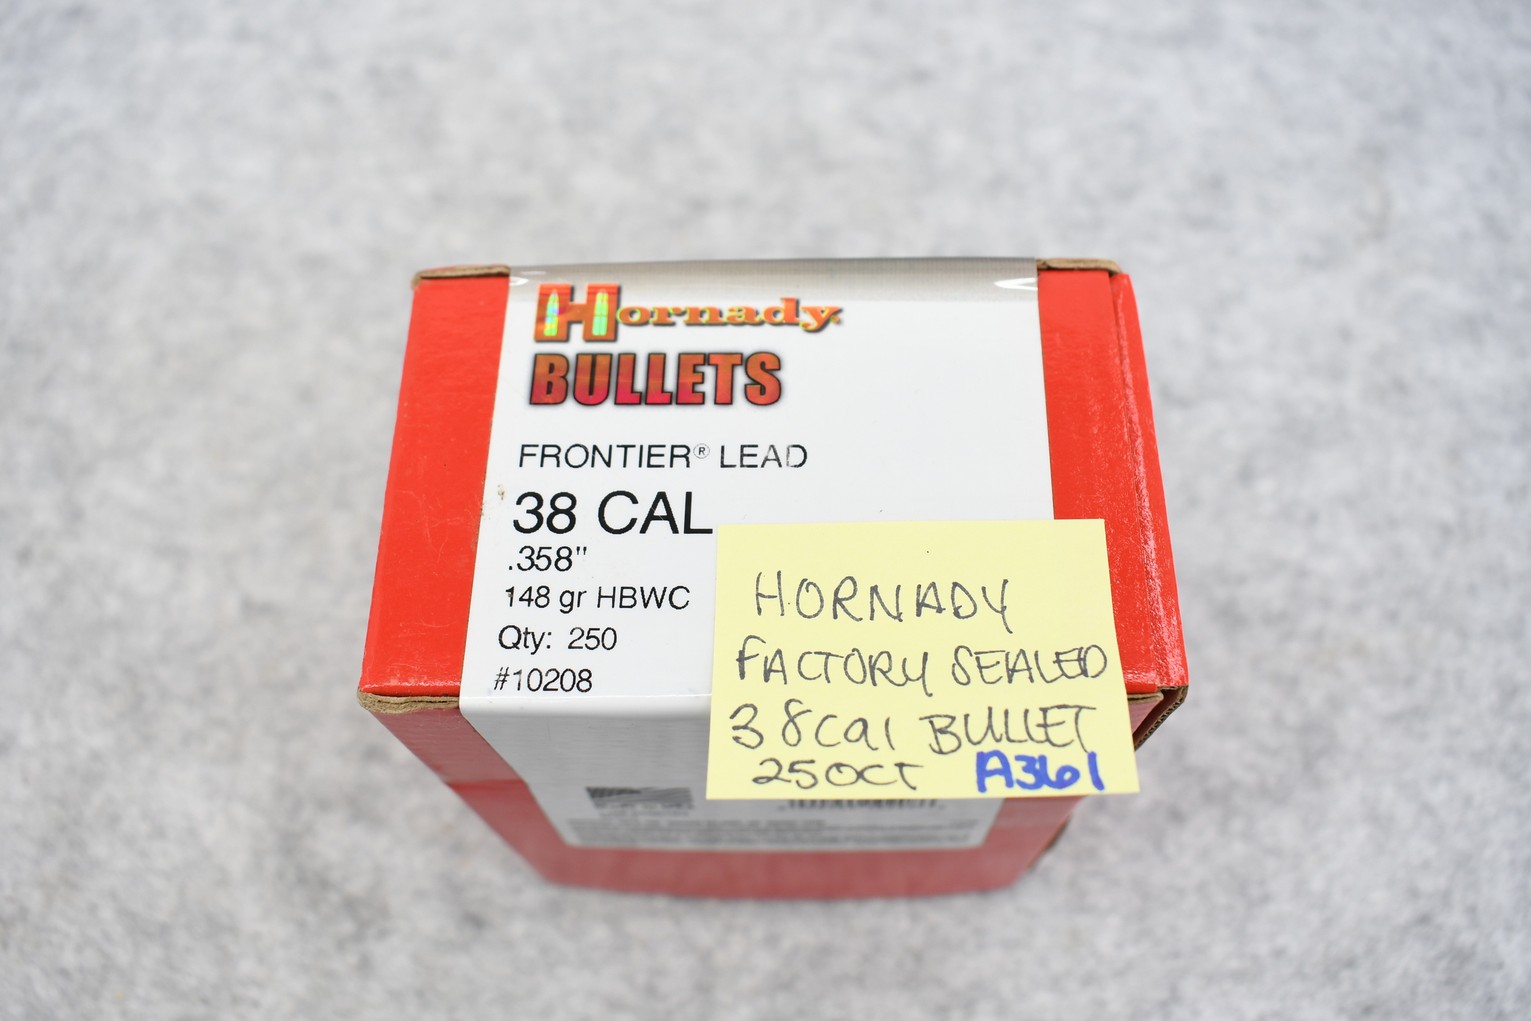 Hornady
BULLETS
FRONTIER® LEAD
38 CAL
.358"
148 gr HBWC
Qty: 250
#10208
HORNADY
FACTORY SEALED
38cal BULLET
250CT A361